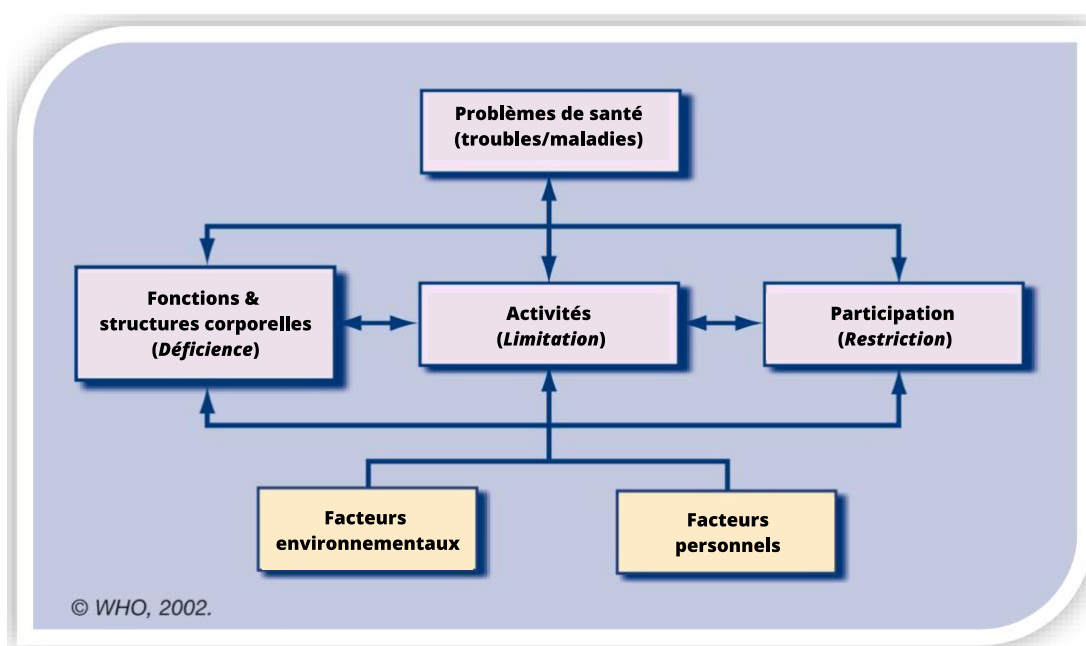 Problèmes de santé
(troubles/maladies)
Fonctions &
structures corporelles
(Déficience)
Activités
(Limitation)
Participation
(Restriction)
Facteurs
environnementaux
Facteurs
personnels
© WHO, 2002.